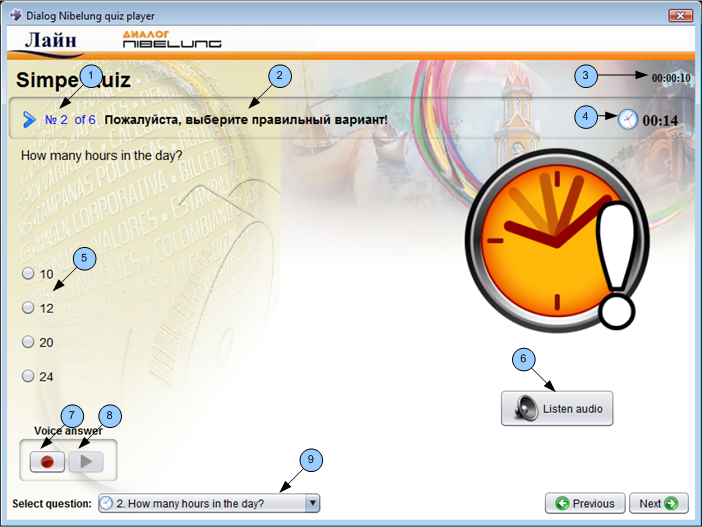 Dialog Nibelung quiz player
Лайн
ДИАЛОГ
NIBELUNG
Simpe Quiz
1
2
3
00:00:10
№ 2 of 6 Пожалуйста, выберите правильный вариант!
4
00:14
How many hours in the day?
5
10
12
20
24
6
Listen audio
7
8
Voice answer
9
Select question:
2. How many hours in the day?
Previous
Next